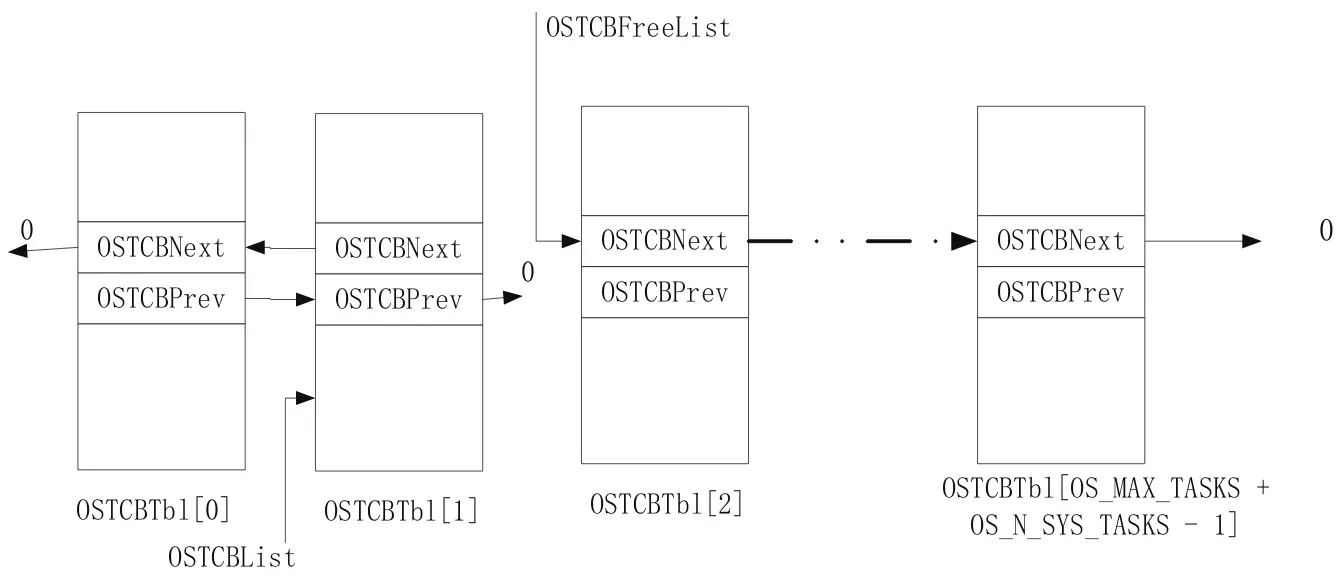 OSTCBFreeList
0
OSTCBNext
OSTCBNext
OSTCBNext
OSTCBNext
0
OSTCBPrev
OSTCBPrev
0
OSTCBPrev
OSTCBPrev
OSTCBTbl[0]
OSTCBTbl[1]
OSTCBTbl[2]
OSTCBTbl[OS_MAX_TASKS +
OS_N_SYS_TASKS - 1]
OSTCBList